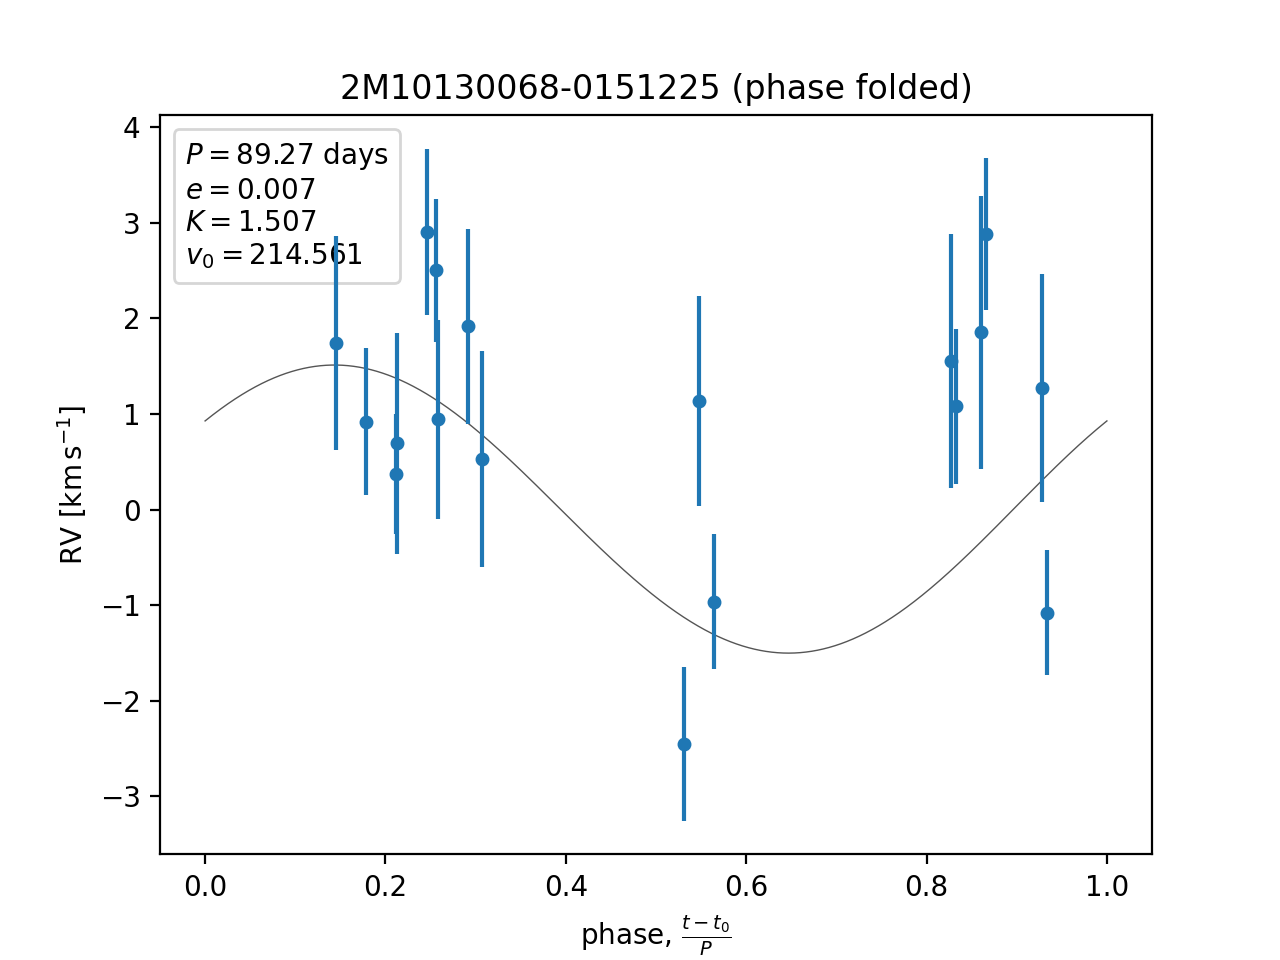 2M10130068-0151225 (phase folded)
P = 89.27 days
e = 0.007
K = 1.507
v₀ = 214.561
RV [km s⁻¹]
4
3
2
1
0
−1
−2
−3
0.0 0.2 0.4 0.6 0.8 1.0
phase, (t − t₀)/P